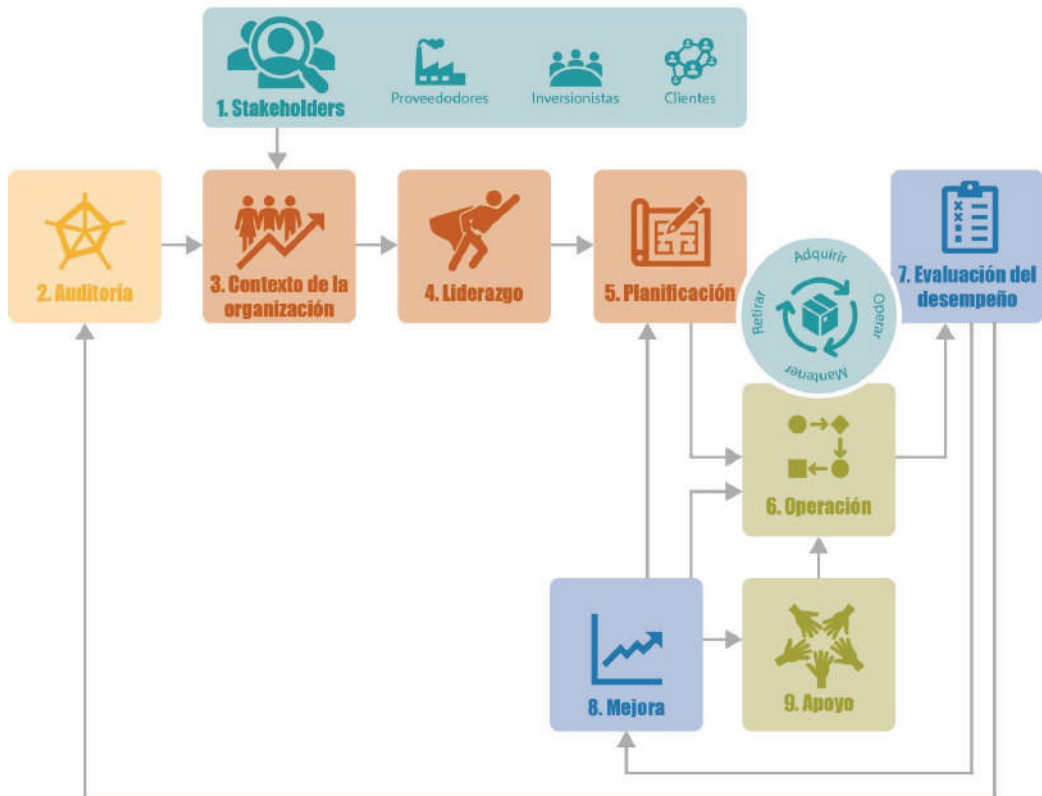 1. Stakeholders
Proveedodores
Inversionistas
Clientes
2. Auditoría
3. Contexto de la
organización
4. Liderazgo
5. Planificación
Adquirir
Operar
Mantener
Retirar
7. Evaluación del
desempeño
6. Operación
8. Mejora
9. Apoyo